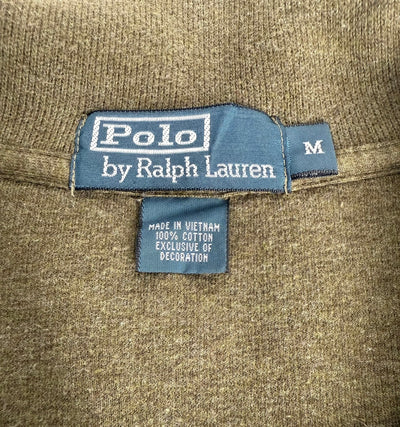 Polo
by Ralph Lauren
M
MADE IN VIETNAM
100% COTTON
EXCLUSIVE OF
DECORATION